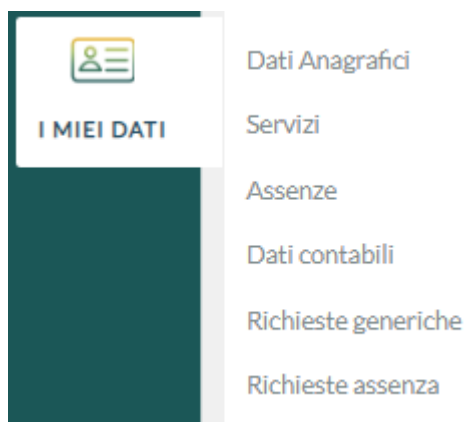 I MIEI DATI
Dati Anagrafici
Servizi
Assenze
Dati contabili
Richieste generiche
Richieste assenza